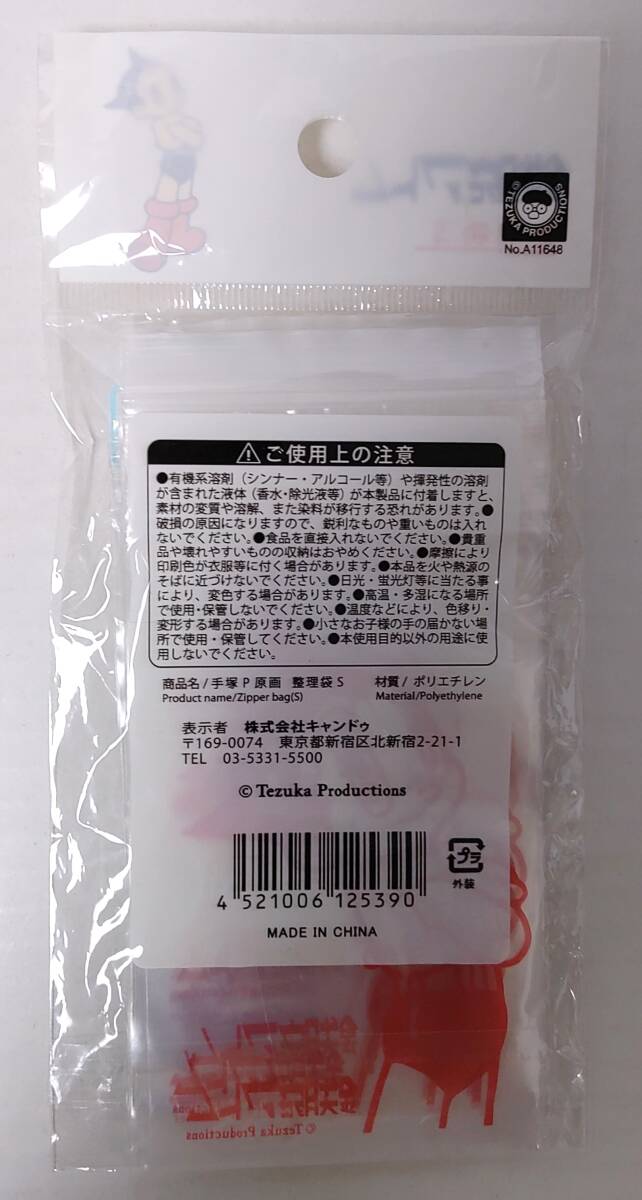 © TEZUKA PRODUCTIONS
No.A11648
⚠ご使用上の注意
●有機系溶剤（シンナー・アルコール等）や揮発性の溶剤
が含まれた液体（香水・除光液等）が本製品に付着しますと、
素材の変質や溶解、また染料が移行する恐れがあります。●
破損の原因になりますので、鋭利なものや重いものは入れ
ないでください。●食品を直接入れないでください。●貴重
品や壊れやすいものの収納はおやめください。●摩擦により
印刷色が衣服等に付く場合があります。●本品を火や熱源の
そばに近づけないでください。●日光・蛍光灯等に当たる事
により、変色する場合があります。●高温・多湿になる場所
で使用・保管しないでください。●温度などにより、色移り・
変形する場合があります。●小さなお子様の手の届かない場
所で使用・保管してください。●本使用目的以外の用途に使
用しないでください。
商品名/手塚 P 原画 整理袋 S 材質/ポリエチレン
Product name/Zipper bag(S) Material/Polyethylene
表示者 株式会社キャンドゥ
〒169-0074 東京都新宿区北新宿2-21-1
TEL 03-5331-5500
© Tezuka Productions
4 521006 125390
プラ
外装
MADE IN CHINA
鉄腕アトム
© Tezuka Productions